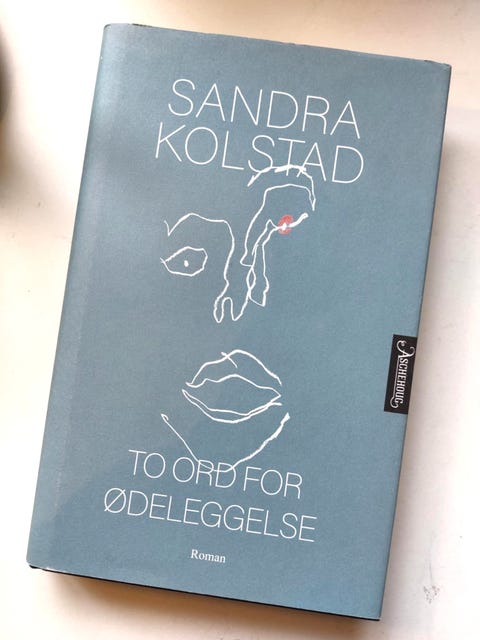 SANDRA
KOLSTAD
ASCHEHOUG
TO ORD FOR
ØDELEGGELSE
Roman